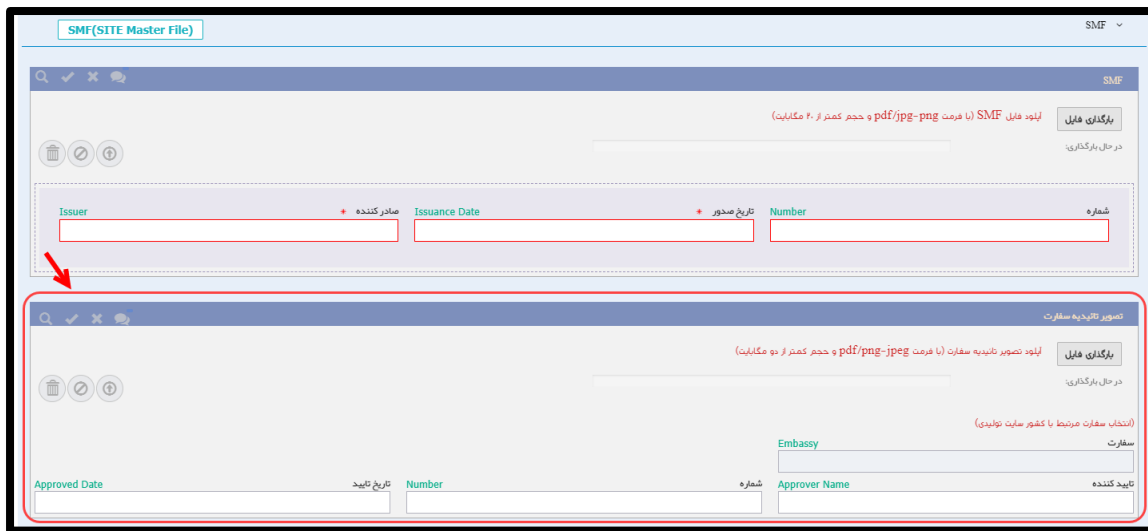 SMF
SMF(SITE Master File)
SMF
بارگذاری فایل
آپلود فایل SMF (با فرمت pdf/jpg-png و حجم کمتر از ۲۰ مگابایت)
در حال بارگذاری:
شماره Number
* تاریخ صدور Issuance Date
* صادر کننده Issuer
تصویر تائیدیه سفارت
بارگذاری فایل
آپلود تصویر تائیدیه سفارت (با فرمت pdf/png-jpeg و حجم کمتر از دو مگابایت)
در حال بارگذاری:
(انتخاب سفارت مرتبط با کشور سایت تولیدی)
سفارت Embassy
تایید کننده Approver Name
شماره Number
تاریخ تایید Approved Date